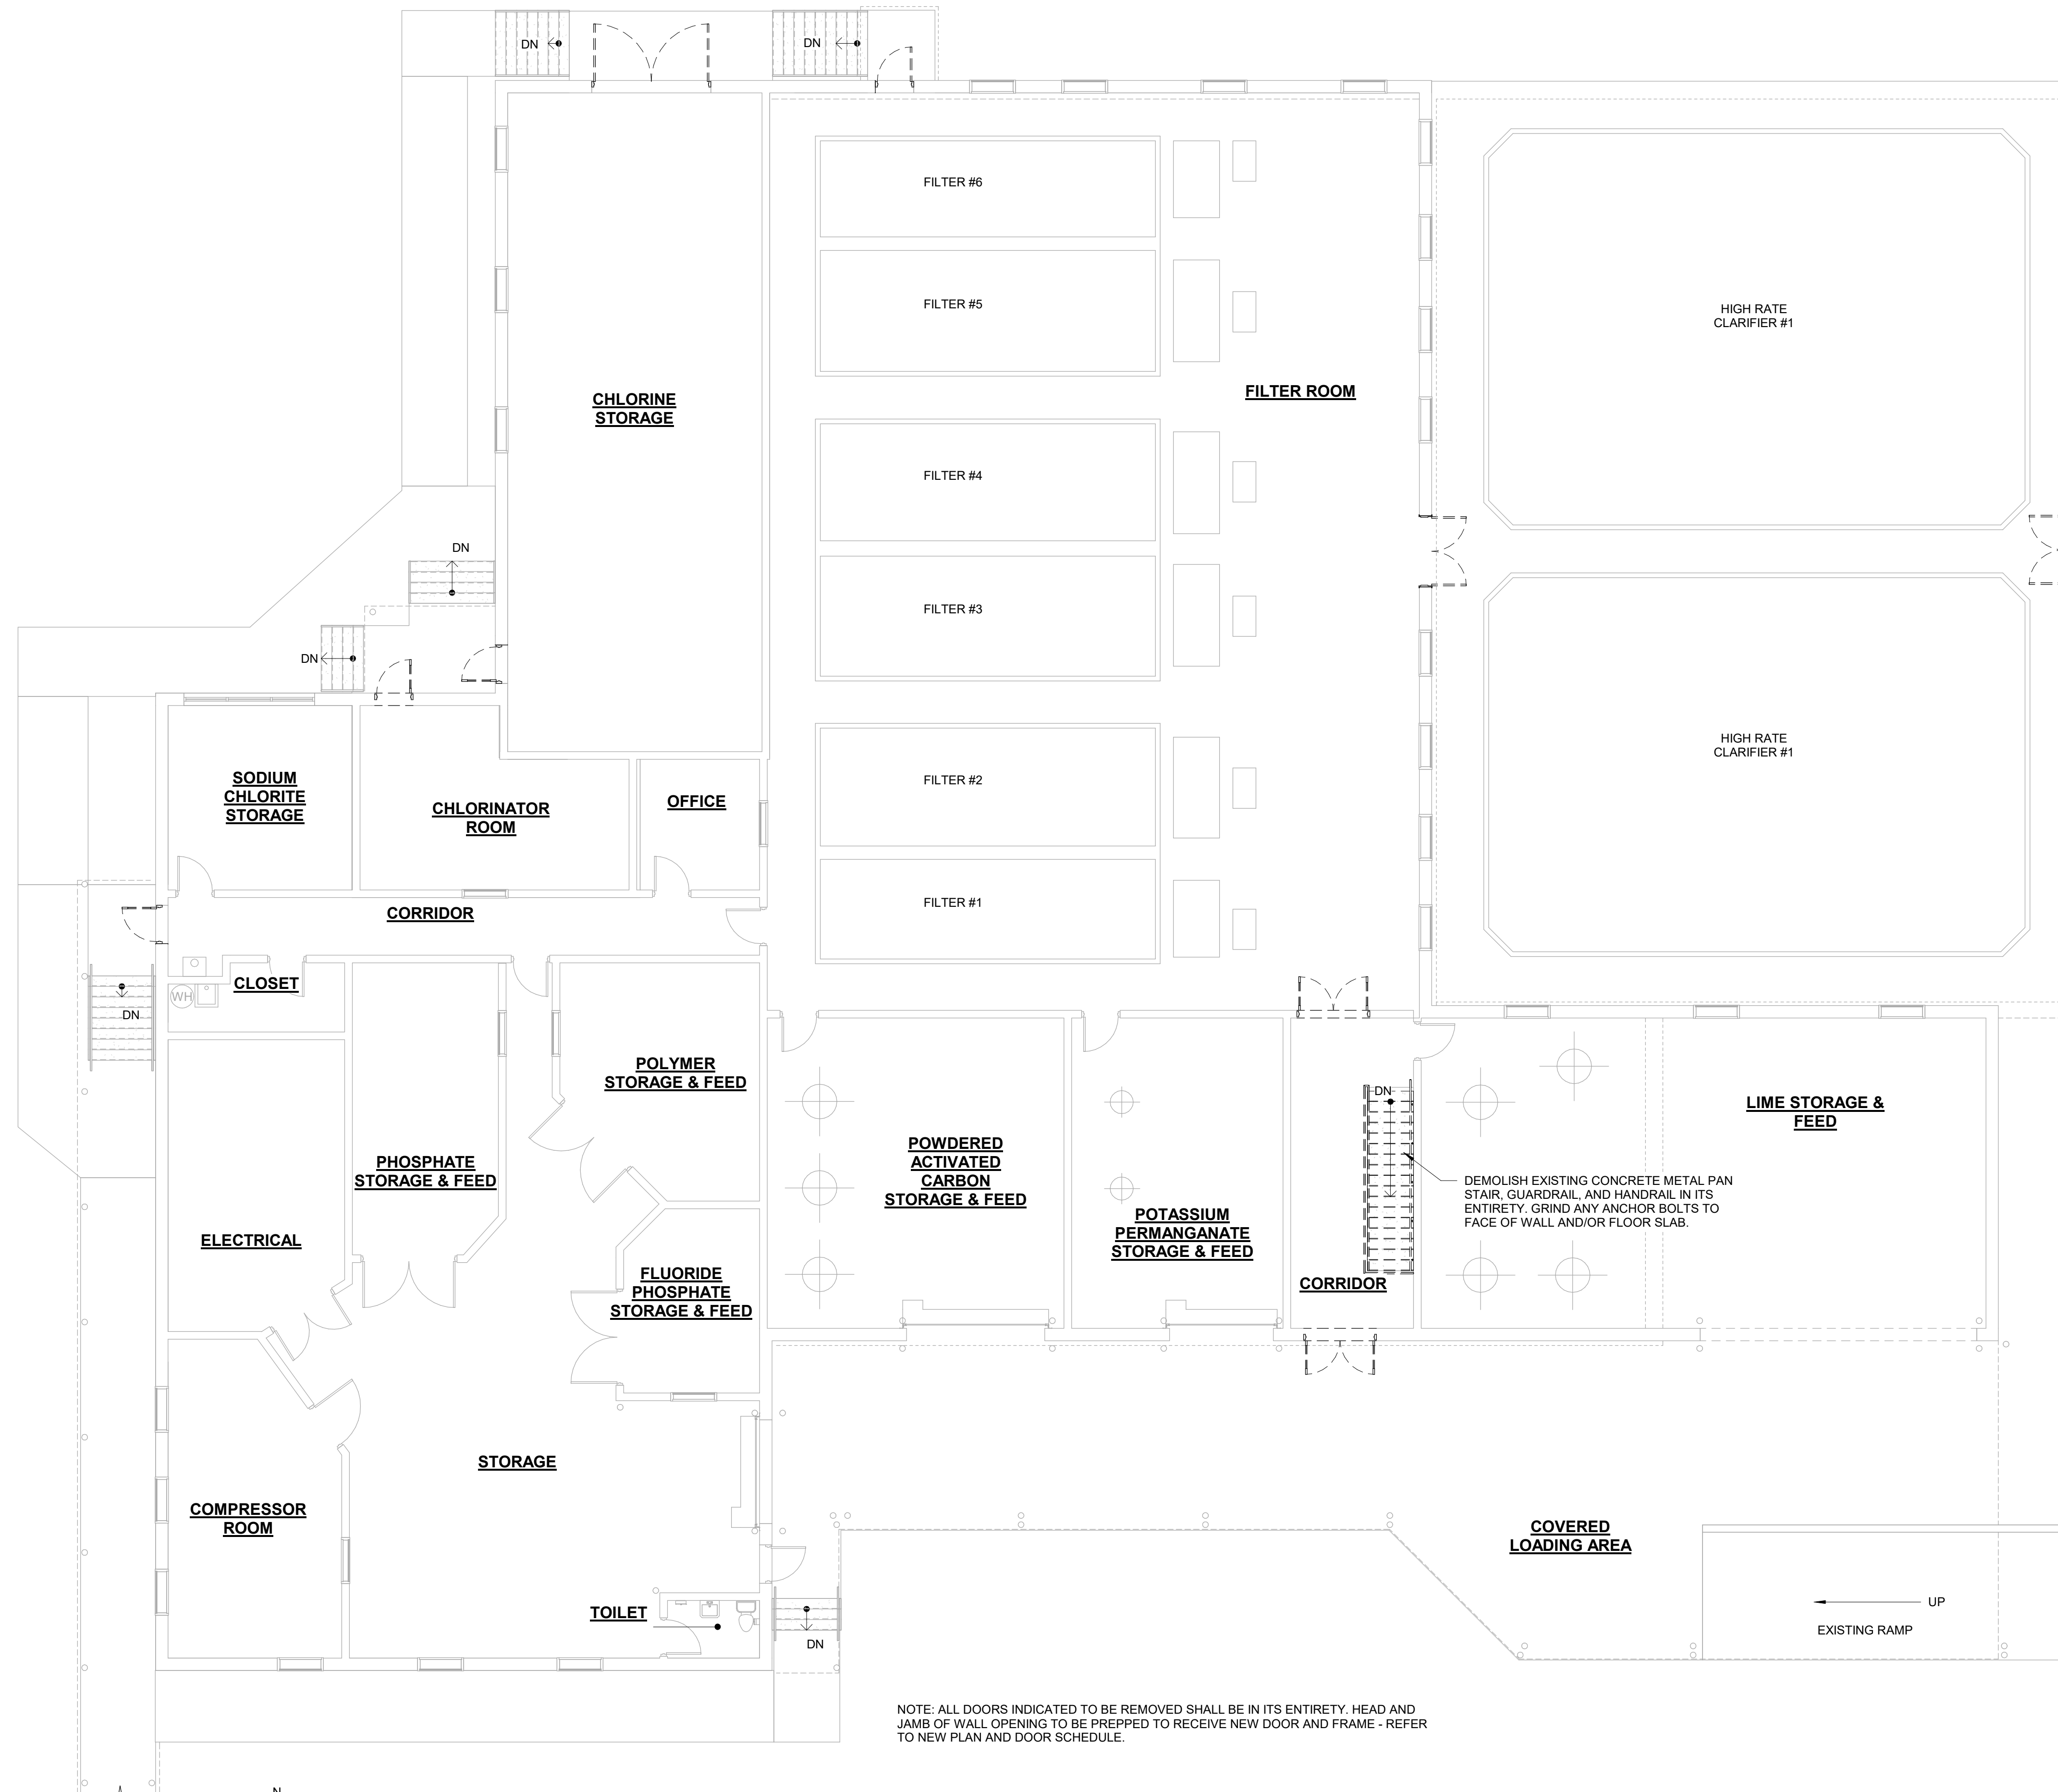 DN
DN
FILTER #6
FILTER #5
HIGH RATE
CLARIFIER #1
FILTER ROOM
CHLORINE
STORAGE
FILTER #4
DN
FILTER #3
DN
FILTER #2
HIGH RATE
CLARIFIER #1
SODIUM
CHLORITE
STORAGE
CHLORINATOR
ROOM
OFFICE
FILTER #1
CORRIDOR
CLOSET
WH
DN
POLYMER
STORAGE & FEED
DN
LIME STORAGE &
FEED
PHOSPHATE
STORAGE & FEED
POWDERED
ACTIVATED
CARBON
STORAGE & FEED
POTASSIUM
PERMANGANATE
STORAGE & FEED
DEMOLISH EXISTING CONCRETE METAL PAN
STAIR, GUARDRAIL, AND HANDRAIL IN ITS
ENTIRETY. GRIND ANY ANCHOR BOLTS TO
FACE OF WALL AND/OR FLOOR SLAB.
ELECTRICAL
FLUORIDE
PHOSPHATE
STORAGE & FEED
CORRIDOR
STORAGE
COMPRESSOR
ROOM
COVERED
LOADING AREA
TOILET
DN
UP
EXISTING RAMP
NOTE: ALL DOORS INDICATED TO BE REMOVED SHALL BE IN ITS ENTIRETY. HEAD AND
JAMB OF WALL OPENING TO BE PREPPED TO RECEIVE NEW DOOR AND FRAME - REFER
TO NEW PLAN AND DOOR SCHEDULE.